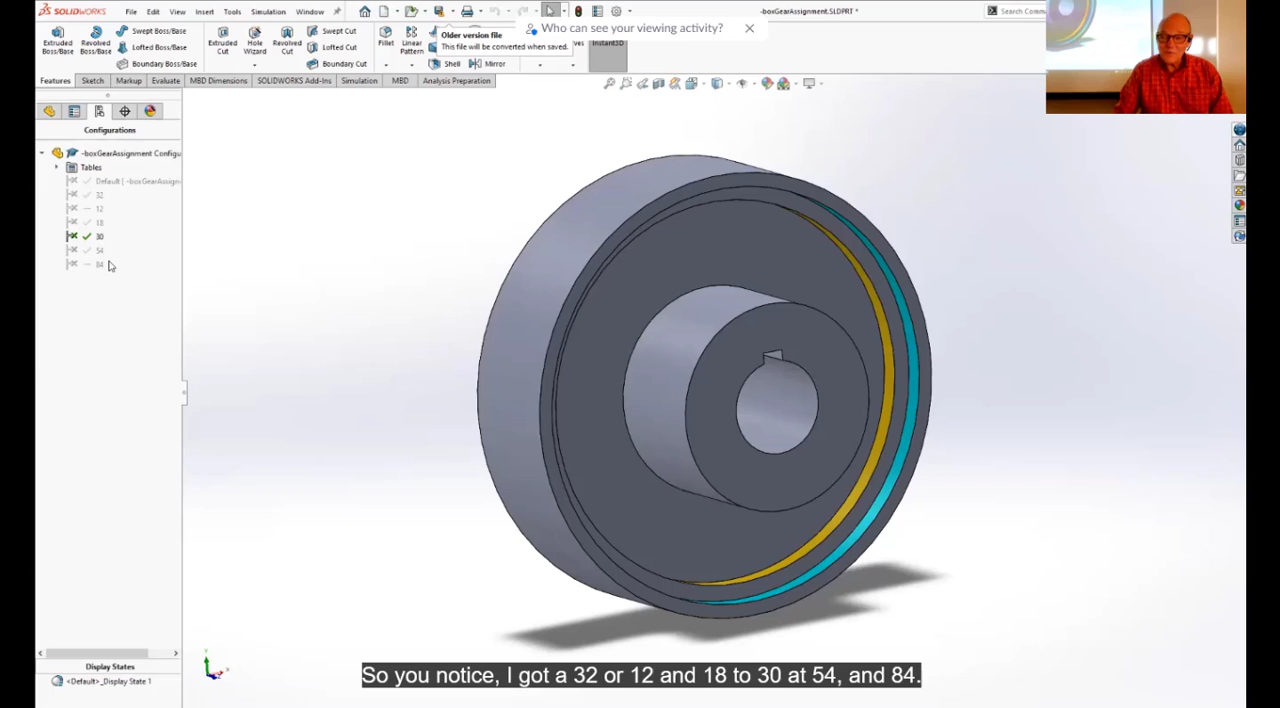 SOLIDWORKS
File Edit View Insert Tools Simulation Window
-boxGearAssignment.SLDPRT *
Search Comm
Who can see your viewing activity?
Older version file
This file will be converted when saved.
Extruded Boss/Base
Revolved Boss/Base
Swept Boss/Base
Lofted Boss/Base
Boundary Boss/Base
Extruded Cut
Hole Wizard
Revolved Cut
Swept Cut
Lofted Cut
Boundary Cut
Fillet
Linear Pattern
Shell
Mirror
Instant3D
Features Sketch Markup Evaluate MBD Dimensions SOLIDWORKS Add-Ins Simulation MBD Analysis Preparation
Configurations
-boxGearAssignment Configu
Tables
Default [ -boxGearAssign
32
12
18
30
54
84
Display States
<Default>_Display State 1
So you notice, I got a 32 or 12 and 18 to 30 at 54, and 84.